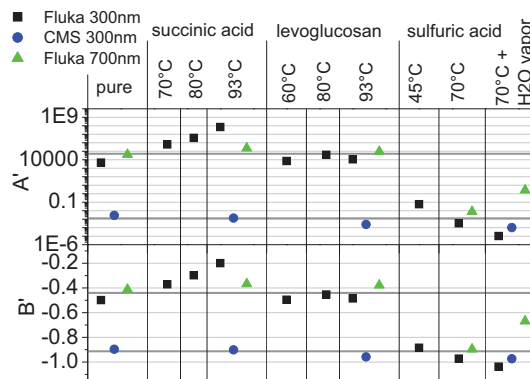 Fluka 300nm
CMS 300nm
Fluka 700nm
succinic acid
levoglucosan
sulfuric acid
pure
70°C
80°C
93°C
60°C
80°C
93°C
45°C
70°C
70°C +
H2O vapor
1E9
10000
0.1
1E-6
A'
-0.2
-0.4
-0.6
-0.8
-1.0
B'